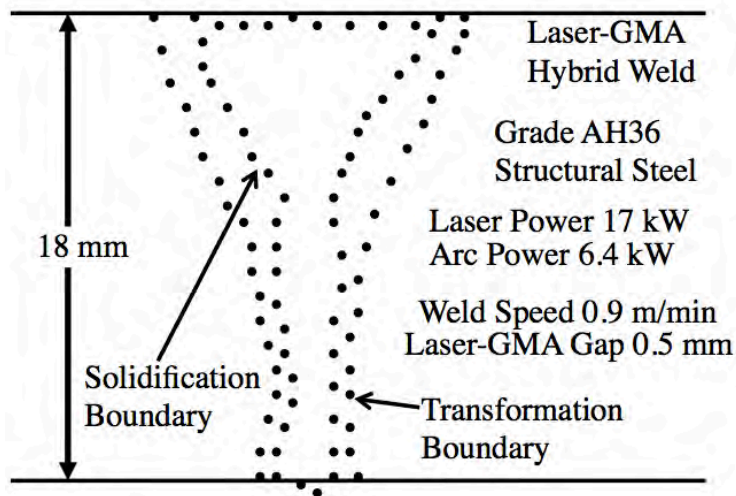 Laser-GMA
Hybrid Weld
Grade AH36
Structural Steel
Laser Power 17 kW
Arc Power 6.4 kW
18 mm
Weld Speed 0.9 m/min
Laser-GMA Gap 0.5 mm
Solidification
Boundary
Transformation
Boundary